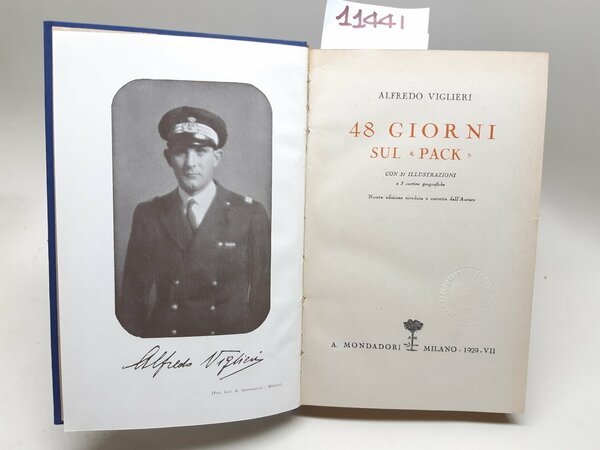 11441
Alfredo Viglieri
ALFREDO VIGLIERI
48 GIORNI
SUL « PACK »
CON 31 ILLUSTRAZIONI
e 3 cartine geografiche
Nuova edizione riveduta e corretta dall'Autore
A. MONDADORI MILANO - 1929 - VII